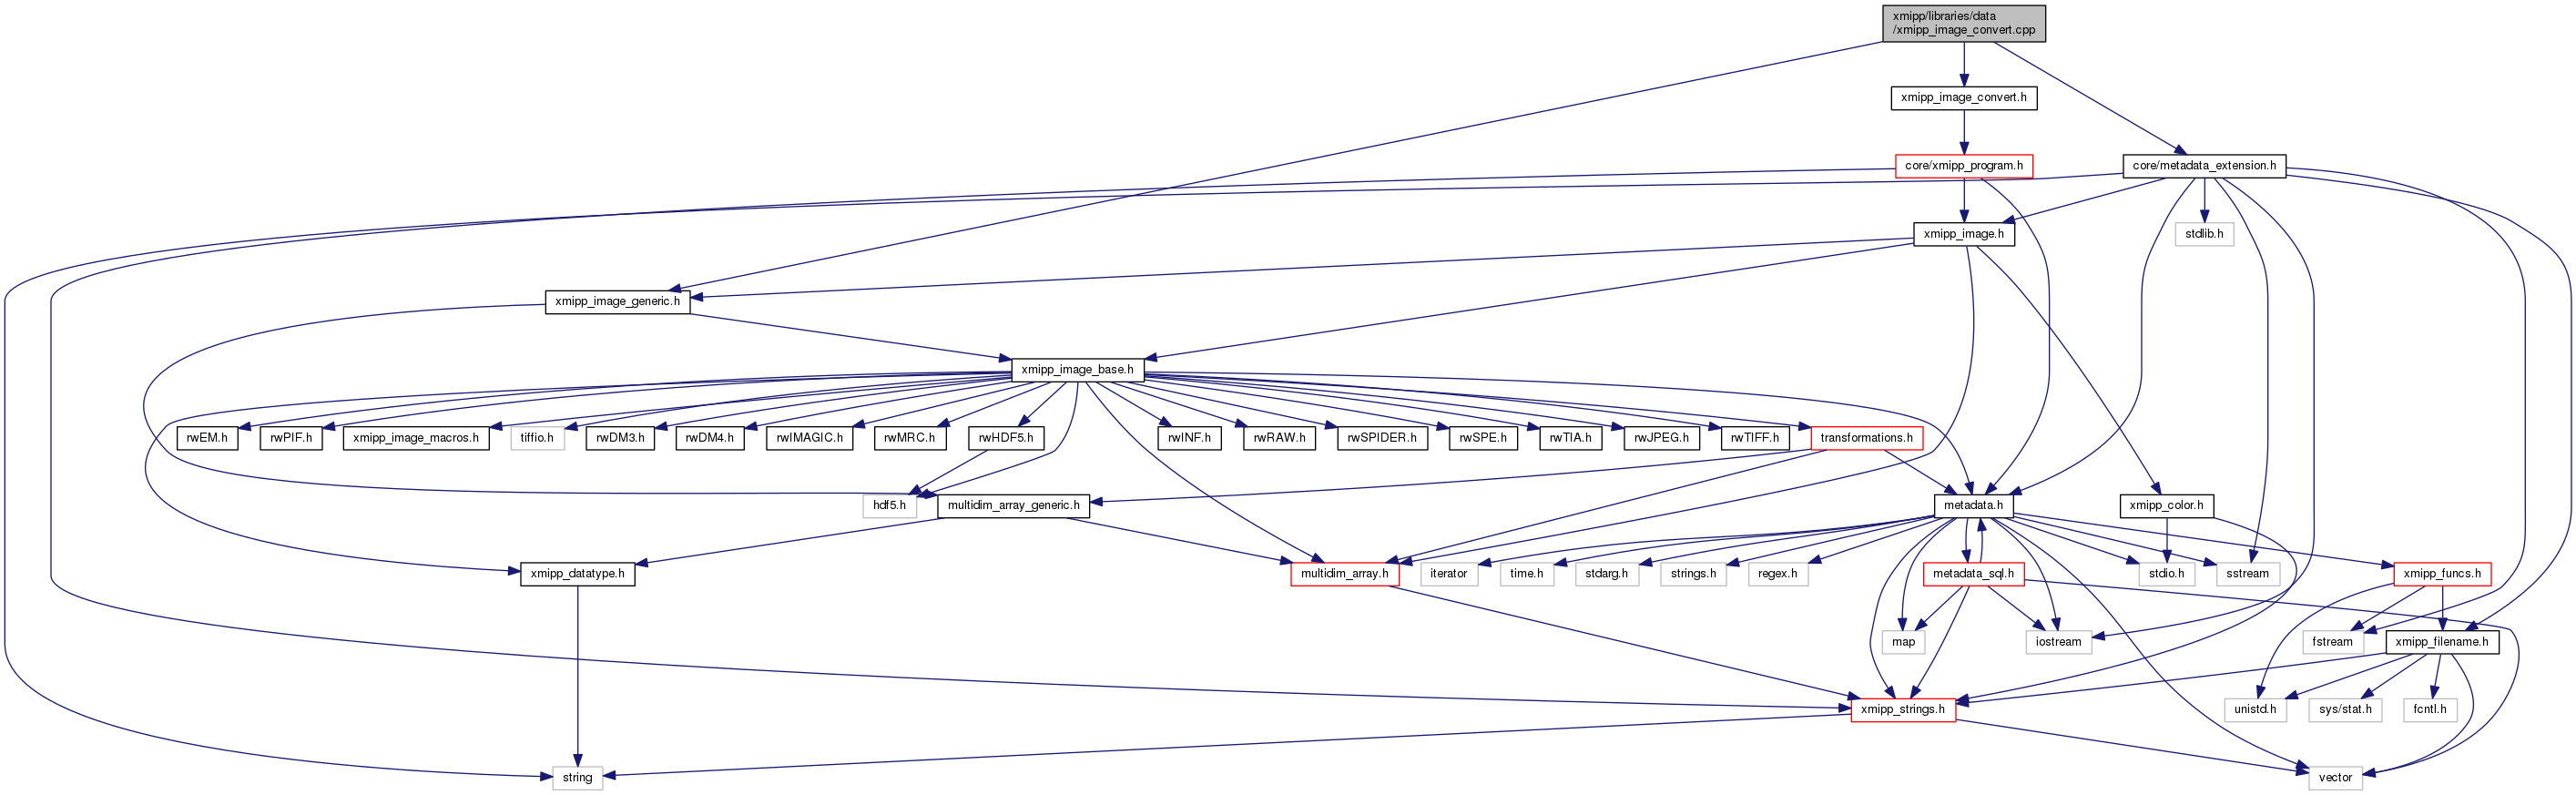 xmipp/libraries/data
/xmipp_image_convert.cpp
xmipp_image_convert.h
core/xmipp_program.h
core/metadata_extension.h
xmipp_image.h
stdlib.h
xmipp_image_generic.h
xmipp_image_base.h
rwEM.h
rwPIF.h
xmipp_image_macros.h
tiffio.h
rwDM3.h
rwDM4.h
rwIMAGIC.h
rwMRC.h
rwHDF5.h
rwINF.h
rwRAW.h
rwSPIDER.h
rwSPE.h
rwTIA.h
rwJPEG.h
rwTIFF.h
transformations.h
hdf5.h
multidim_array_generic.h
metadata.h
xmipp_color.h
xmipp_datatype.h
multidim_array.h
iterator
time.h
stdarg.h
strings.h
regex.h
metadata_sql.h
stdio.h
sstream
xmipp_funcs.h
map
iostream
fstream
xmipp_filename.h
xmipp_strings.h
unistd.h
sys/stat.h
fcntl.h
string
vector